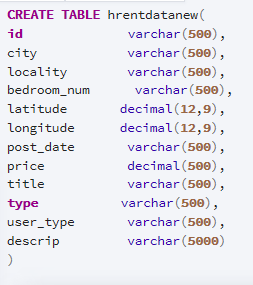 CREATE TABLE hrentdatanew(
id varchar(500),
city varchar(500),
locality varchar(500),
bedroom_num varchar(500),
latitude decimal(12,9),
longitude decimal(12,9),
post_date varchar(500),
price decimal(500),
title varchar(500),
type varchar(500),
user_type varchar(500),
descrip varchar(5000)
)